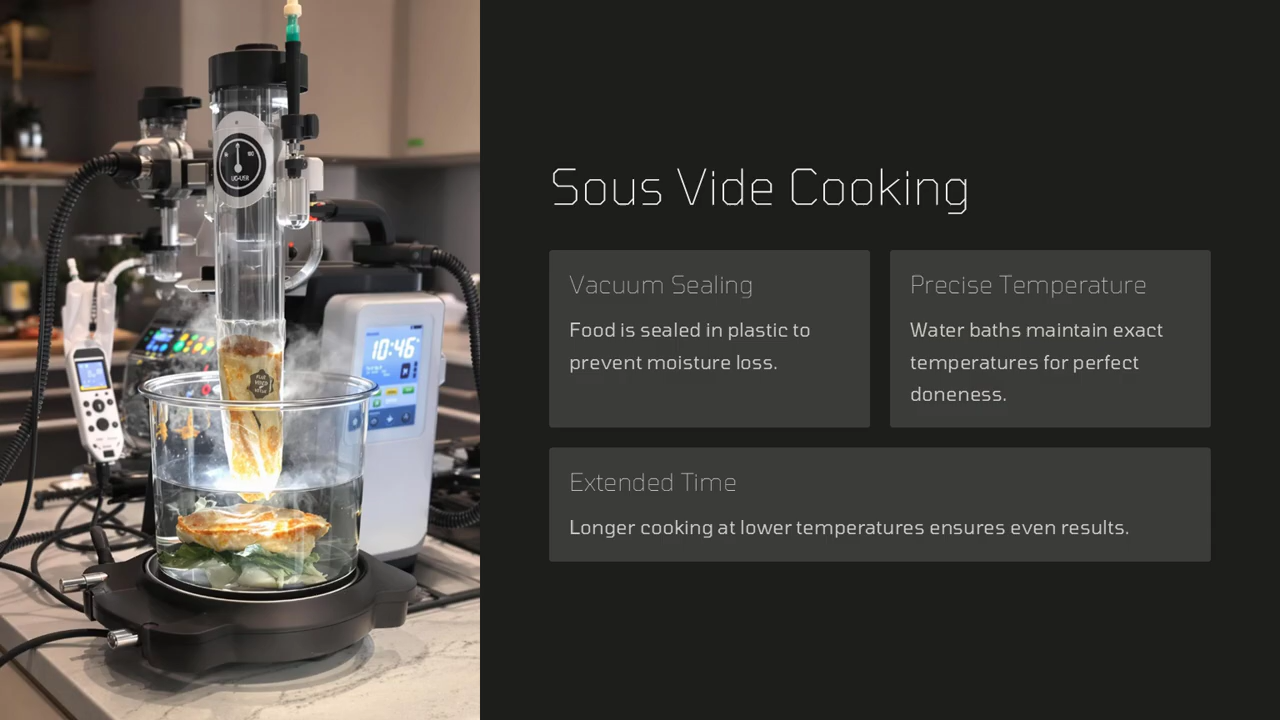 10:46
Sous Vide Cooking
Vacuum Sealing
Food is sealed in plastic to
prevent moisture loss.
Precise Temperature
Water baths maintain exact
temperatures for perfect
doneness.
Extended Time
Longer cooking at lower temperatures ensures even results.